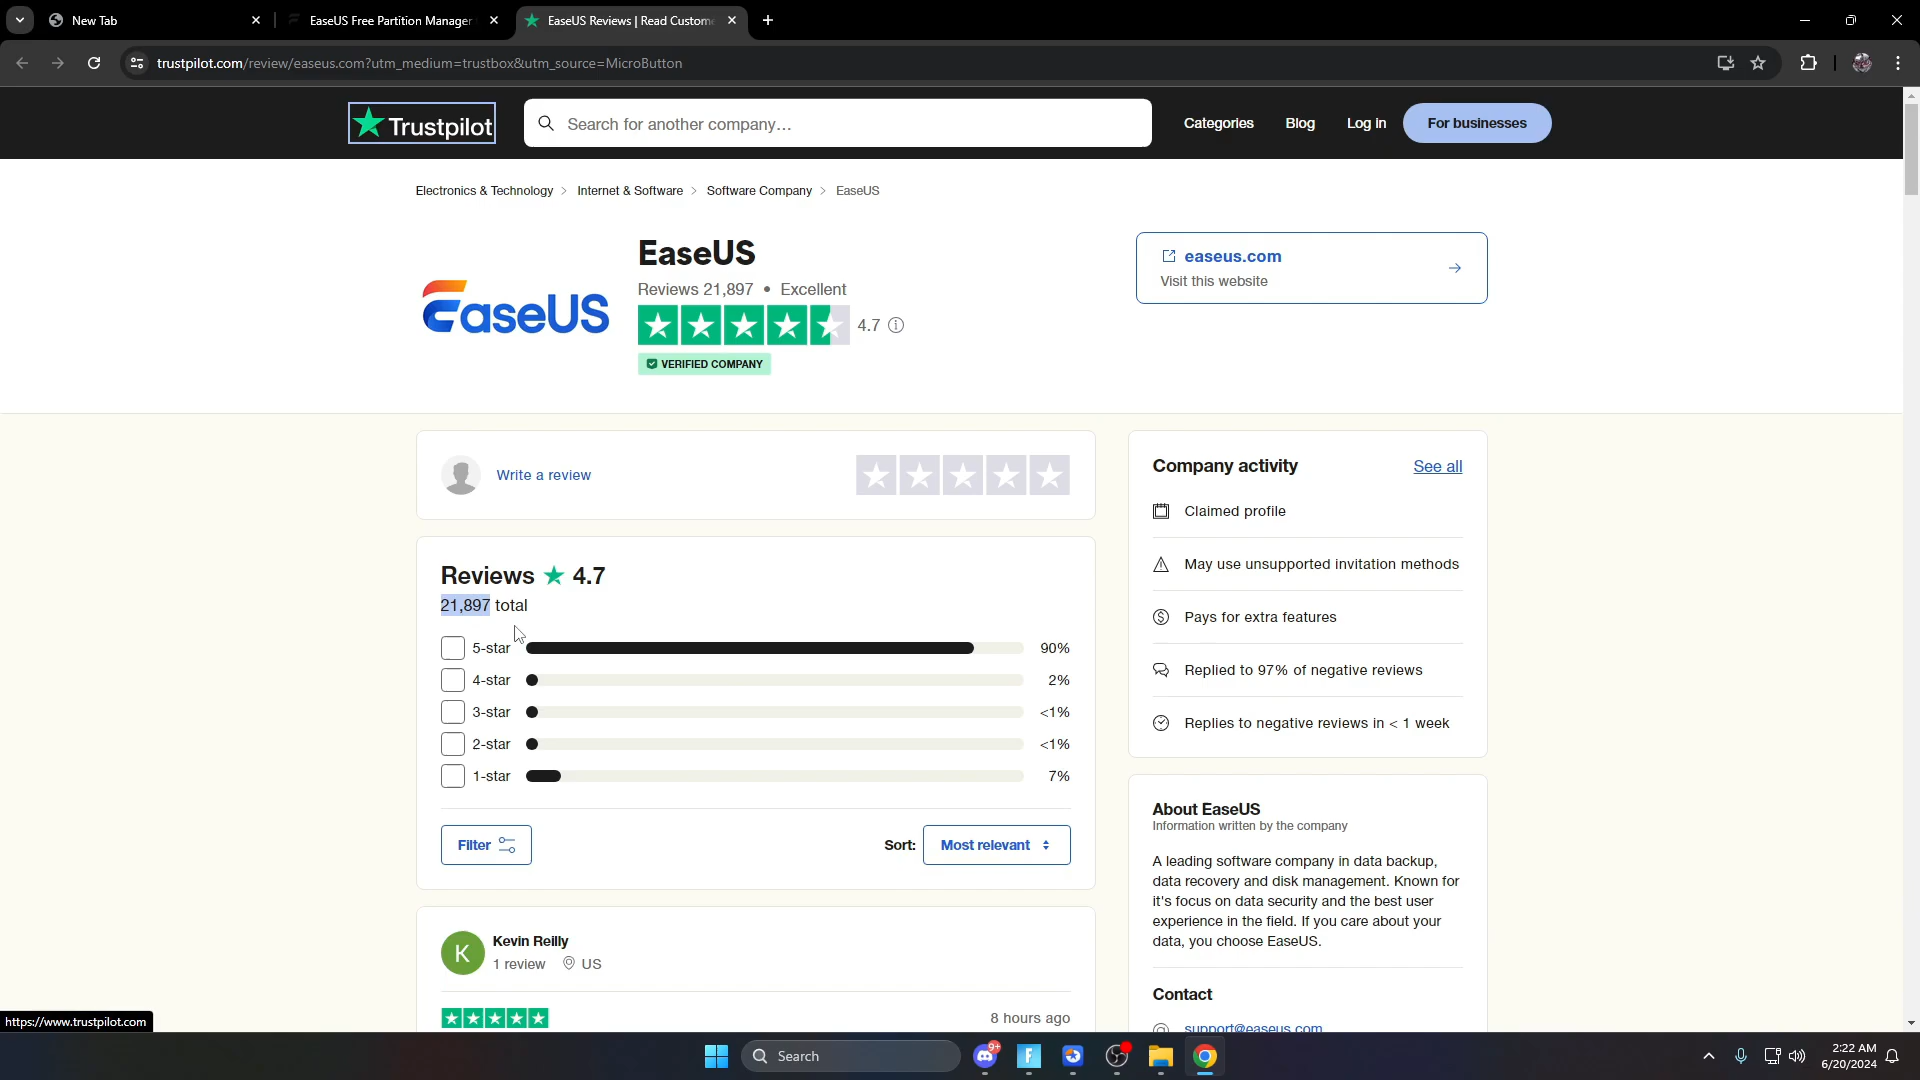 New Tab
EaseUS Free Partition Manager
EaseUS Reviews | Read Custome
trustpilot.com/review/easeus.com?utm_medium=trustbox&utm_source=MicroButton
Trustpilot
Search for another company...
Categories
Blog
Log in
For businesses
Electronics & Technology > Internet & Software > Software Company > EaseUS
EaseUS
EaseUS
Reviews 21,897 • Excellent
4.7
VERIFIED COMPANY
easeus.com
Visit this website
Write a review
Reviews ★ 4.7
21,897 total
5-star 90%
4-star 2%
3-star <1%
2-star <1%
1-star 7%
Filter
Sort: Most relevant
Kevin Reilly
K
1 review US
8 hours ago
Company activity See all
Claimed profile
May use unsupported invitation methods
Pays for extra features
Replied to 97% of negative reviews
Replies to negative reviews in < 1 week
About EaseUS
Information written by the company
A leading software company in data backup,
data recovery and disk management. Known for
it's focus on data security and the best user
experience in the field. If you care about your
data, you choose EaseUS.
Contact
support@easeus.com
https://www.trustpilot.com
Search
9+
2:22 AM
6/20/2024